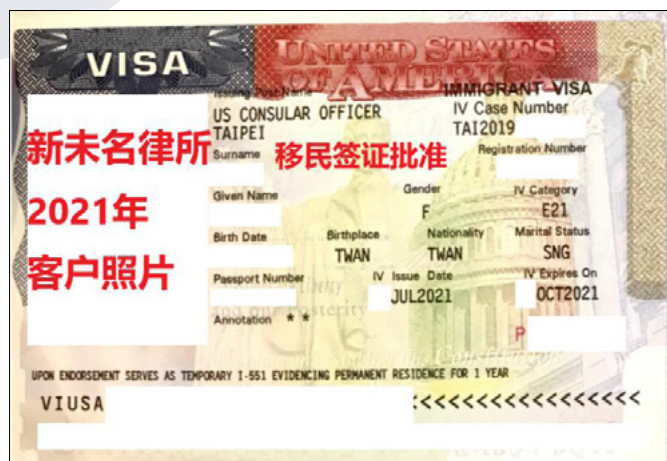 VISA
UNITED STATES
OF AMERICA
Issuing Post Name
IMMIGRANT VISA
US CONSULAR OFFICER
IV Case Number
TAIPEI
TAI2019
新未名律所
Surname
移民签证批准
Registration Number
Given Name
Gender
IV Category
F
E21
2021年
Birth Date
Birthplace
Nationality
Marital Status
TWAN
TWAN
SNG
客户照片
Passport Number
IV Issue Date
IV Expires On
JUL2021
OCT2021
Annotation
* *
P
UPON ENDORSEMENT SERVES AS TEMPORARY I-551 EVIDENCING PERMANENT RESIDENCE FOR 1 YEAR
VIUSA
<<<<<<<<<<<<<<<<<